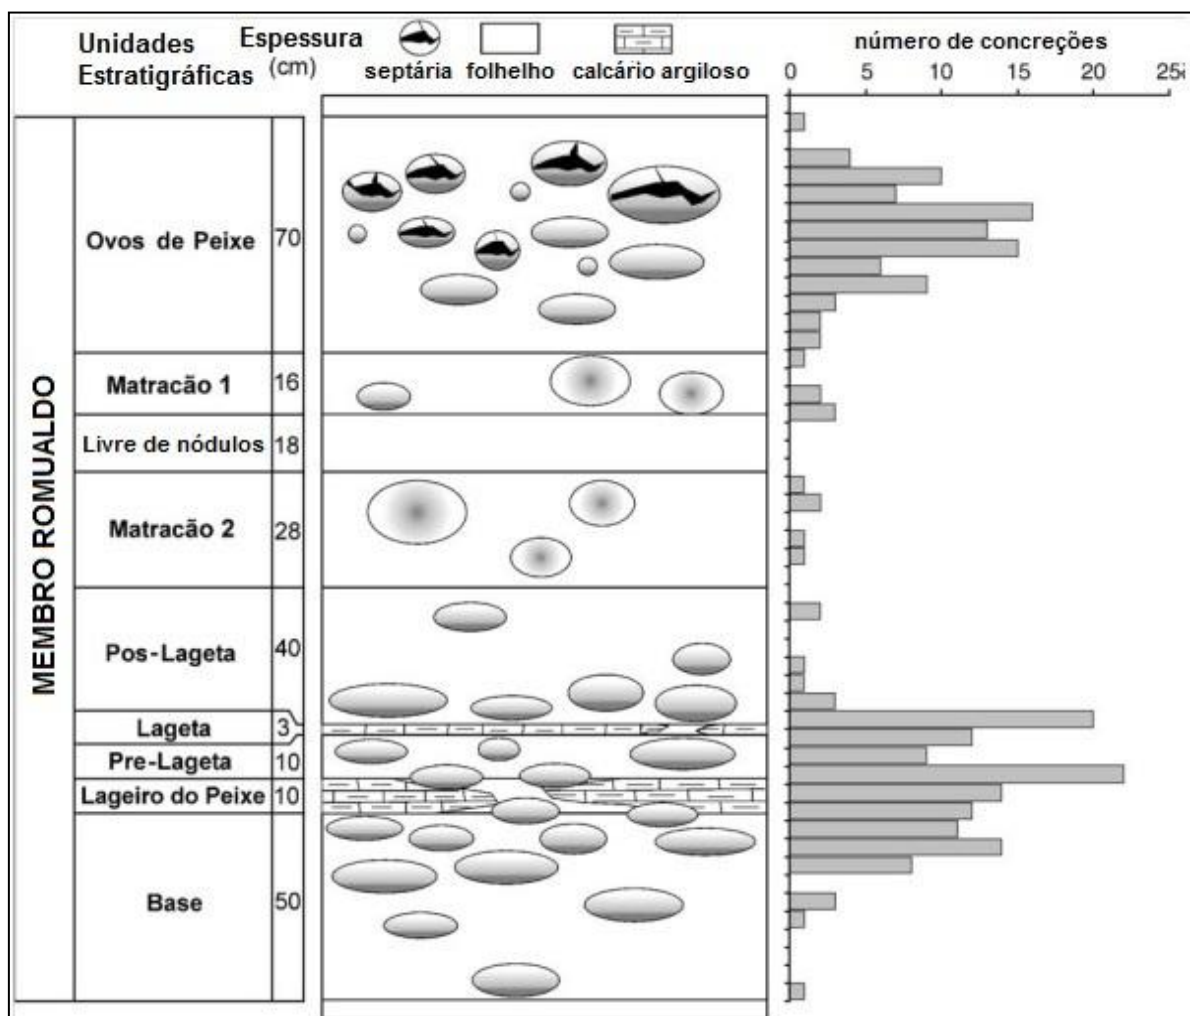 Unidades
Estratigráficas
Espessura
(cm)
septária folhelho calcário argiloso
número de concreções
0 5 10 15 20 25
MEMBRO ROMUALDO
Ovos de Peixe 70
Matracão 1 16
Livre de nódulos 18
Matracão 2 28
Pos-Lageta 40
Lageta 3
Pre-Lageta 10
Lageiro do Peixe 10
Base 50